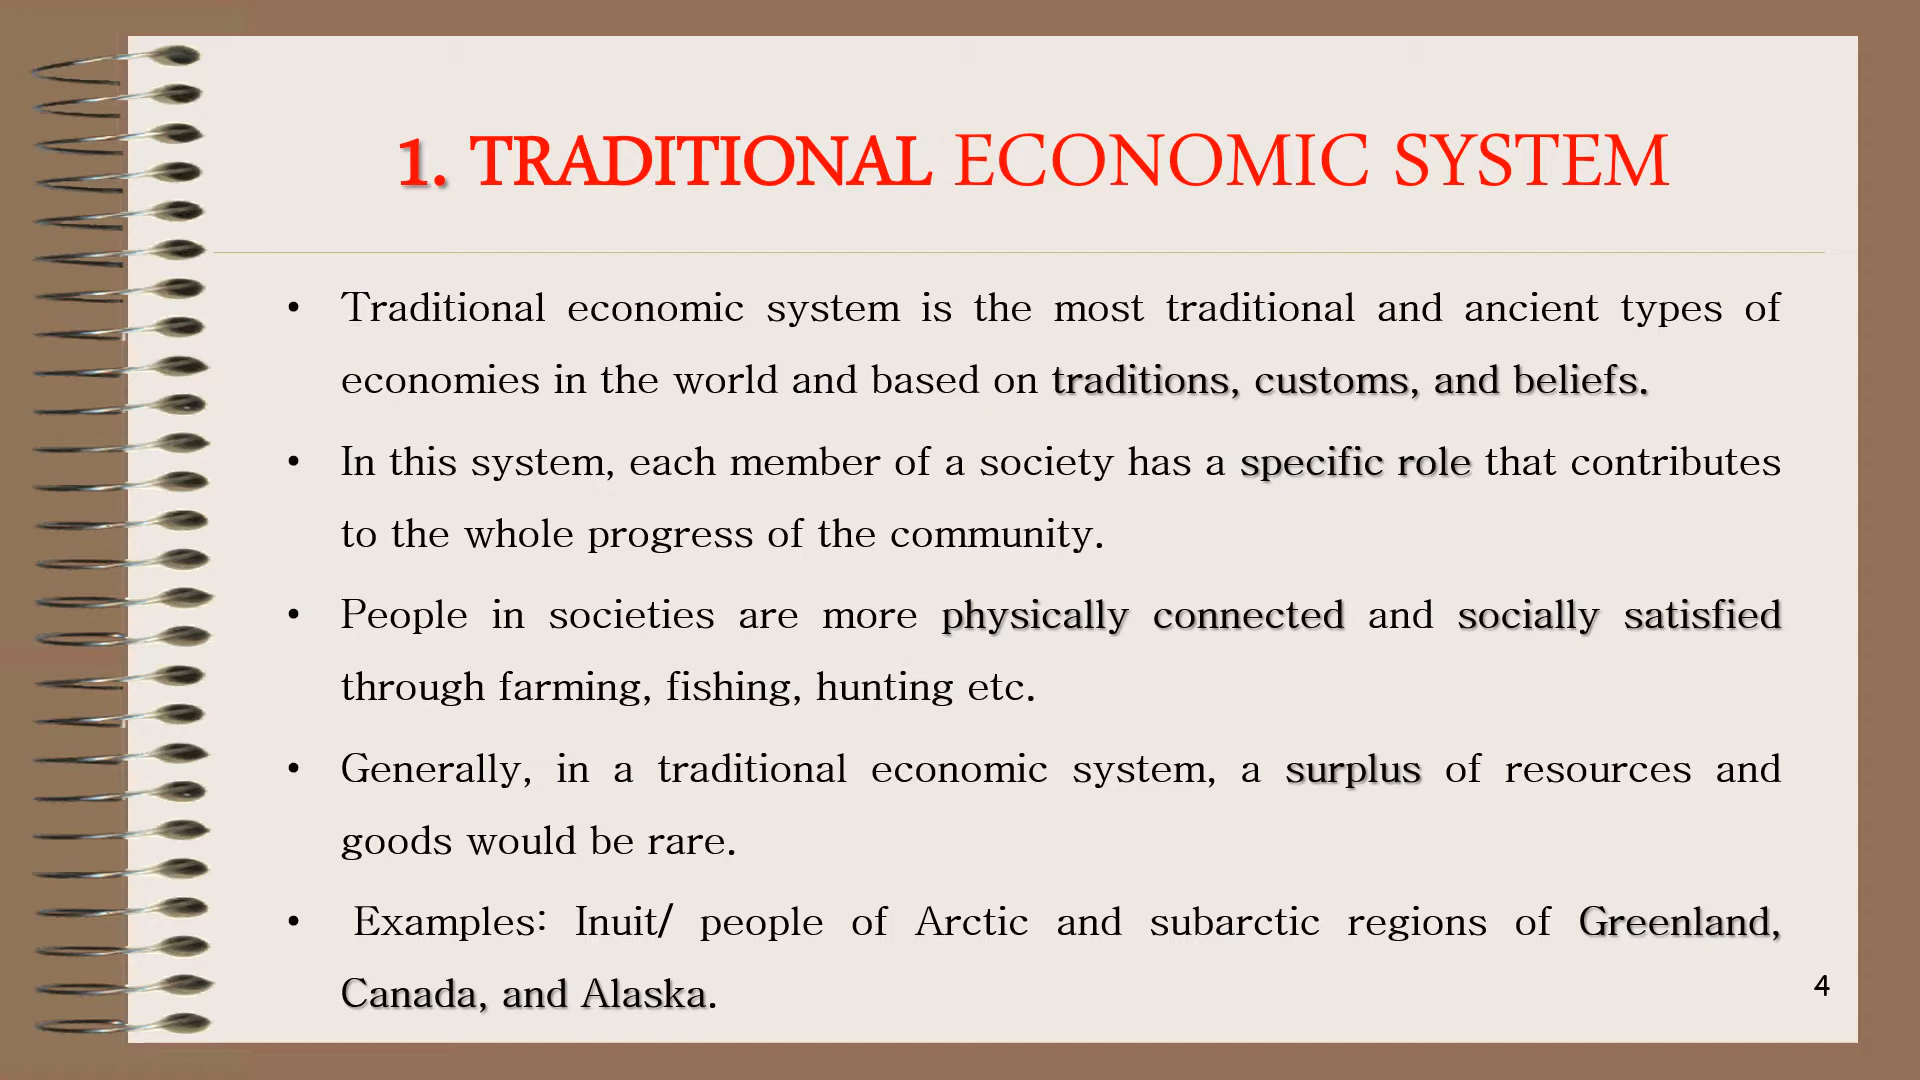 1. TRADITIONAL ECONOMIC SYSTEM
• Traditional economic system is the most traditional and ancient types of
economies in the world and based on traditions, customs, and beliefs.
• In this system, each member of a society has a specific role that contributes
to the whole progress of the community.
• People in societies are more physically connected and socially satisfied
through farming, fishing, hunting etc.
• Generally, in a traditional economic system, a surplus of resources and
goods would be rare.
• Examples: Inuit/ people of Arctic and subarctic regions of Greenland,
Canada, and Alaska.
4